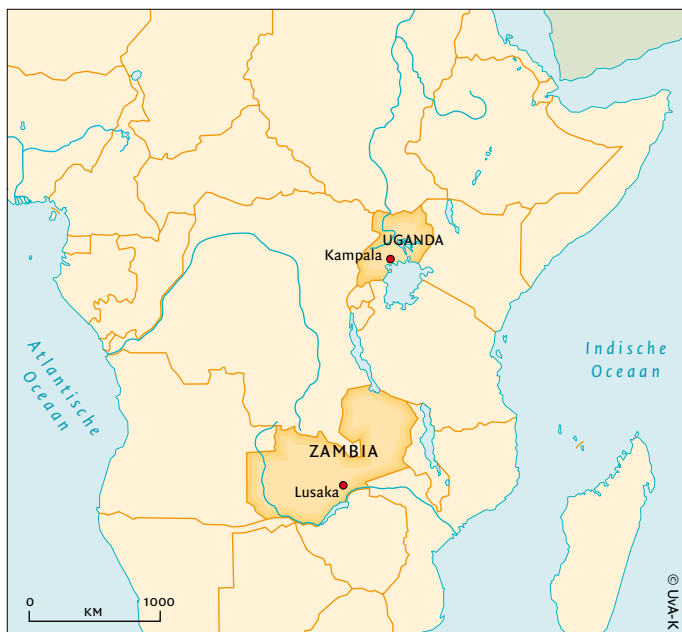 UGANDA
Kampala
Indische
Oceaan
Atlantische
Oceaan
ZAMBIA
Lusaka
0 1000
KM
© UvA-K